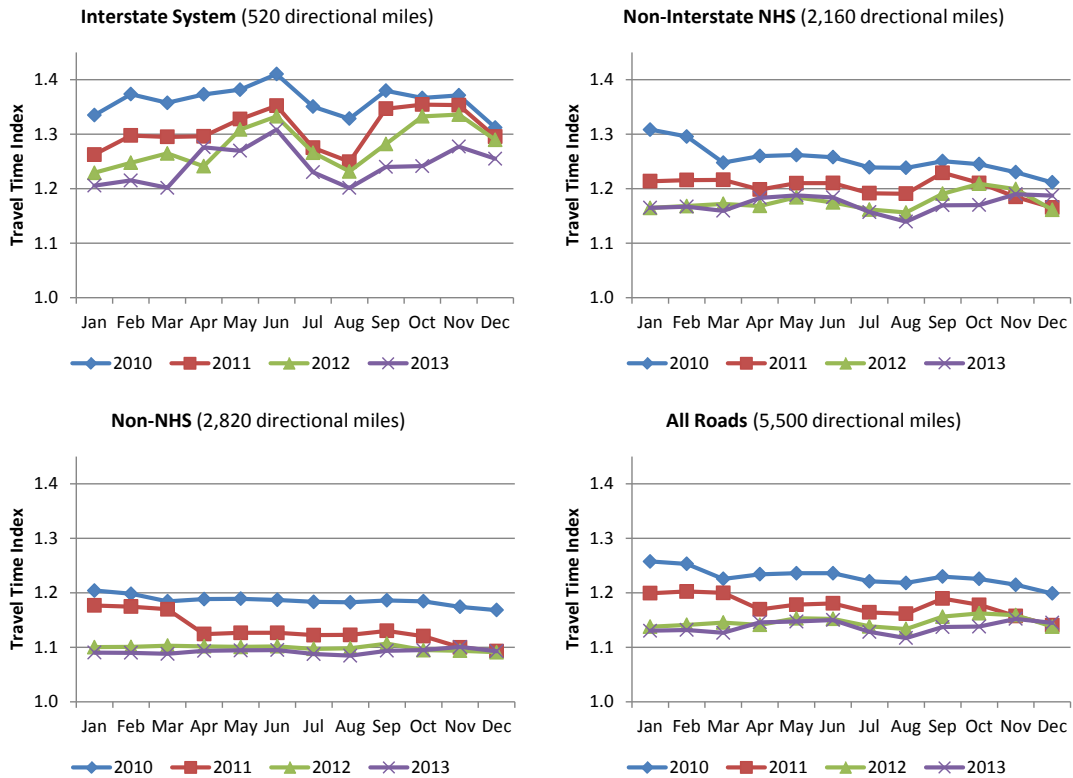 Interstate System (520 directional miles)
Travel Time Index
1.4
1.3
1.2
1.1
1.0
Jan Feb Mar Apr May Jun Jul Aug Sep Oct Nov Dec
2010 2011 2012 2013
Non-Interstate NHS (2,160 directional miles)
Travel Time Index
1.4
1.3
1.2
1.1
1.0
Jan Feb Mar Apr May Jun Jul Aug Sep Oct Nov Dec
2010 2011 2012 2013
Non-NHS (2,820 directional miles)
Travel Time Index
1.4
1.3
1.2
1.1
1.0
Jan Feb Mar Apr May Jun Jul Aug Sep Oct Nov Dec
2010 2011 2012 2013
All Roads (5,500 directional miles)
Travel Time Index
1.4
1.3
1.2
1.1
1.0
Jan Feb Mar Apr May Jun Jul Aug Sep Oct Nov Dec
2010 2011 2012 2013